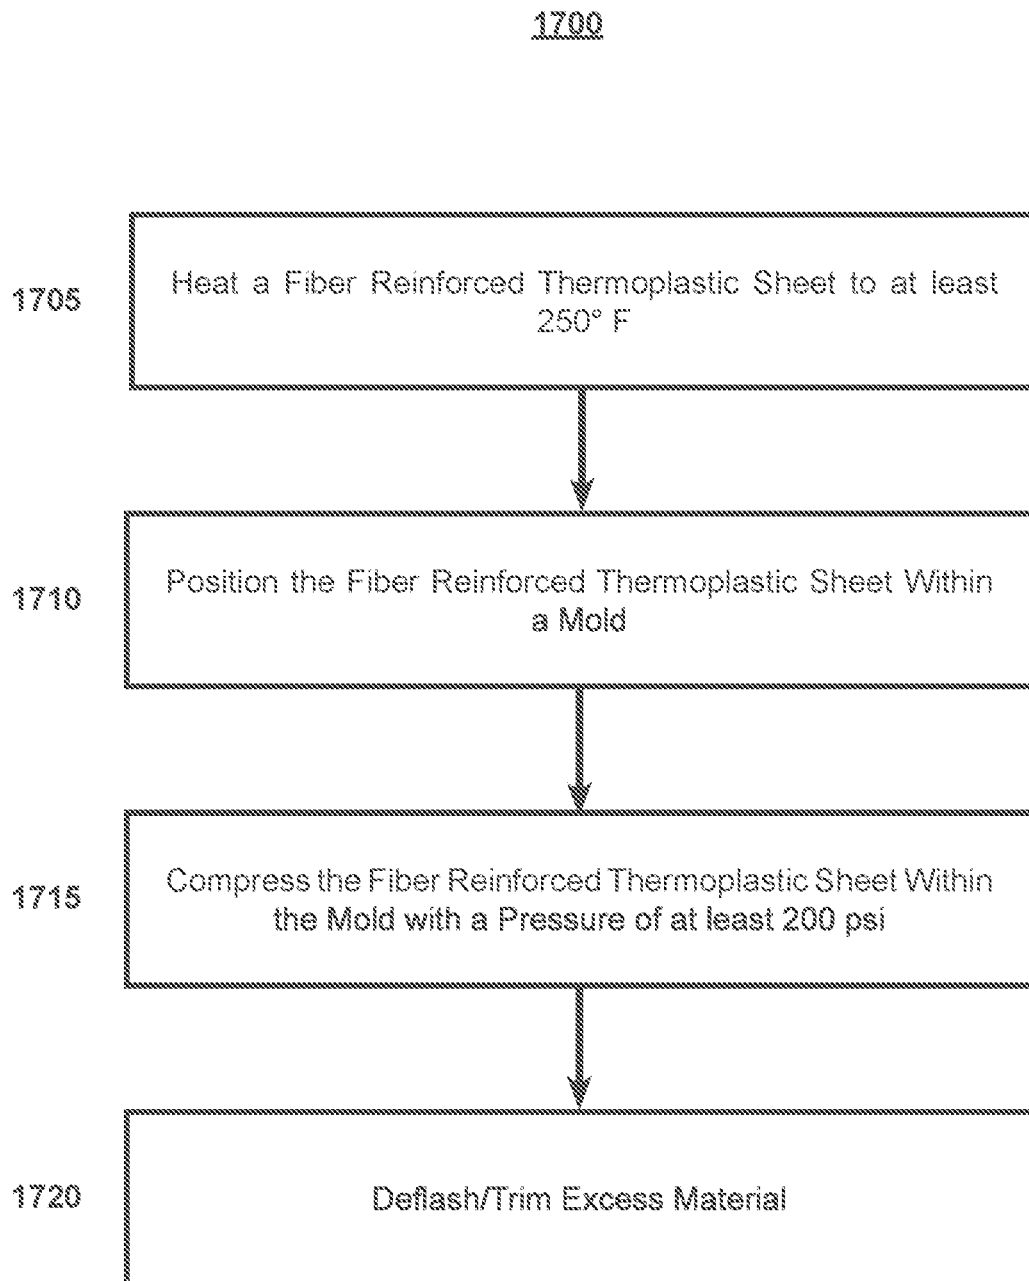 1700
1705
Heat a Fiber Reinforced Thermoplastic Sheet to at least
250° F
1710
Position the Fiber Reinforced Thermoplastic Sheet Within
a Mold
1715
Compress the Fiber Reinforced Thermoplastic Sheet Within
the Mold with a Pressure of at least 200 psi
1720
Deflash/Trim Excess Material